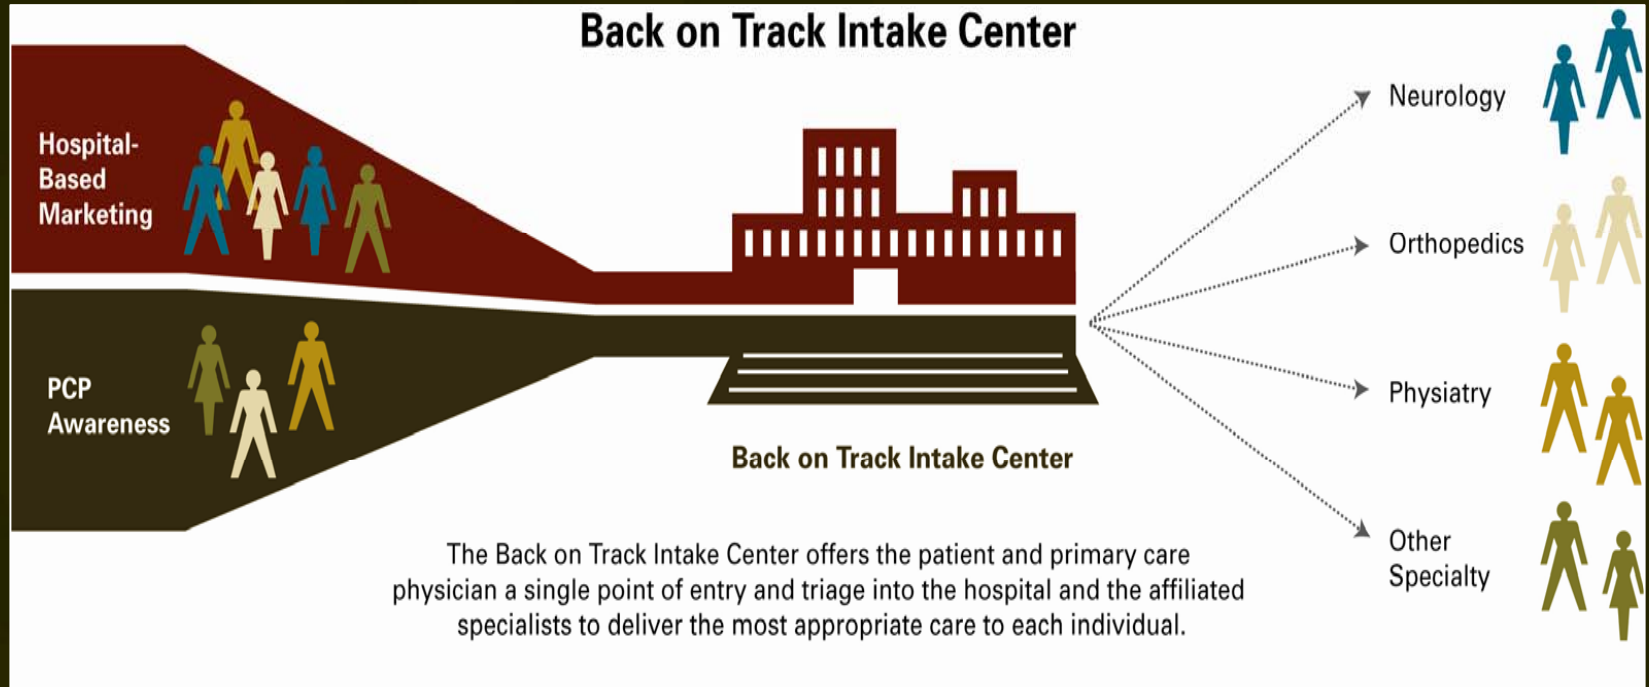 Back on Track Intake Center
Hospital-
Based
Marketing
PCP
Awareness
Back on Track Intake Center
Neurology
Orthopedics
Physiatry
Other
Specialty
The Back on Track Intake Center offers the patient and primary care
physician a single point of entry and triage into the hospital and the affiliated
specialists to deliver the most appropriate care to each individual.